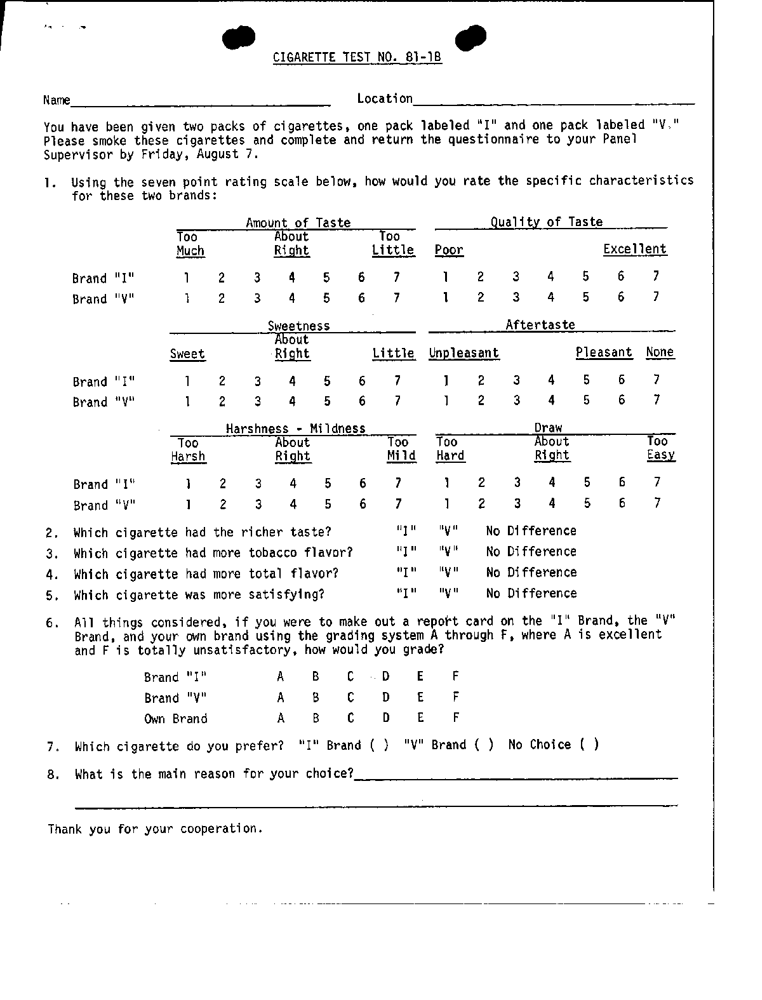 CIGARETTE TEST NO. 81-1B
Name Location
You have been given two packs of cigarettes, one pack labeled "I" and one pack labeled "V."
Please smoke these cigarettes and complete and return the questionnaire to your Panel
Supervisor by Friday, August 7.
1. Using the seven point rating scale below, how would you rate the specific characteristics
for these two brands:
Amount of Taste Quality of Taste
Too About Too
Much Right Little Poor Excellent
Brand "I" 1 2 3 4 5 6 7 1 2 3 4 5 6 7
Brand "V" 1 2 3 4 5 6 7 1 2 3 4 5 6 7
Sweetness Aftertaste
About
Sweet Right Little Unpleasant Pleasant None
Brand "I" 1 2 3 4 5 6 7 1 2 3 4 5 6 7
Brand "V" 1 2 3 4 5 6 7 1 2 3 4 5 6 7
Harshness - Mildness Draw
Too About Too Too About Too
Harsh Right Mild Hard Right Easy
Brand "I" 1 2 3 4 5 6 7 1 2 3 4 5 6 7
Brand "V" 1 2 3 4 5 6 7 1 2 3 4 5 6 7
2. Which cigarette had the richer taste? "I" "V" No Difference
3. Which cigarette had more tobacco flavor? "I" "V" No Difference
4. Which cigarette had more total flavor? "I" "V" No Difference
5. Which cigarette was more satisfying? "I" "V" No Difference
6. All things considered, if you were to make out a report card on the "I" Brand, the "V"
Brand, and your own brand using the grading system A through F, where A is excellent
and F is totally unsatisfactory, how would you grade?
Brand "I" A B C D E F
Brand "V" A B C D E F
Own Brand A B C D E F
7. Which cigarette do you prefer? "I" Brand ( ) "V" Brand ( ) No Choice ( )
8. What is the main reason for your choice?
Thank you for your cooperation.